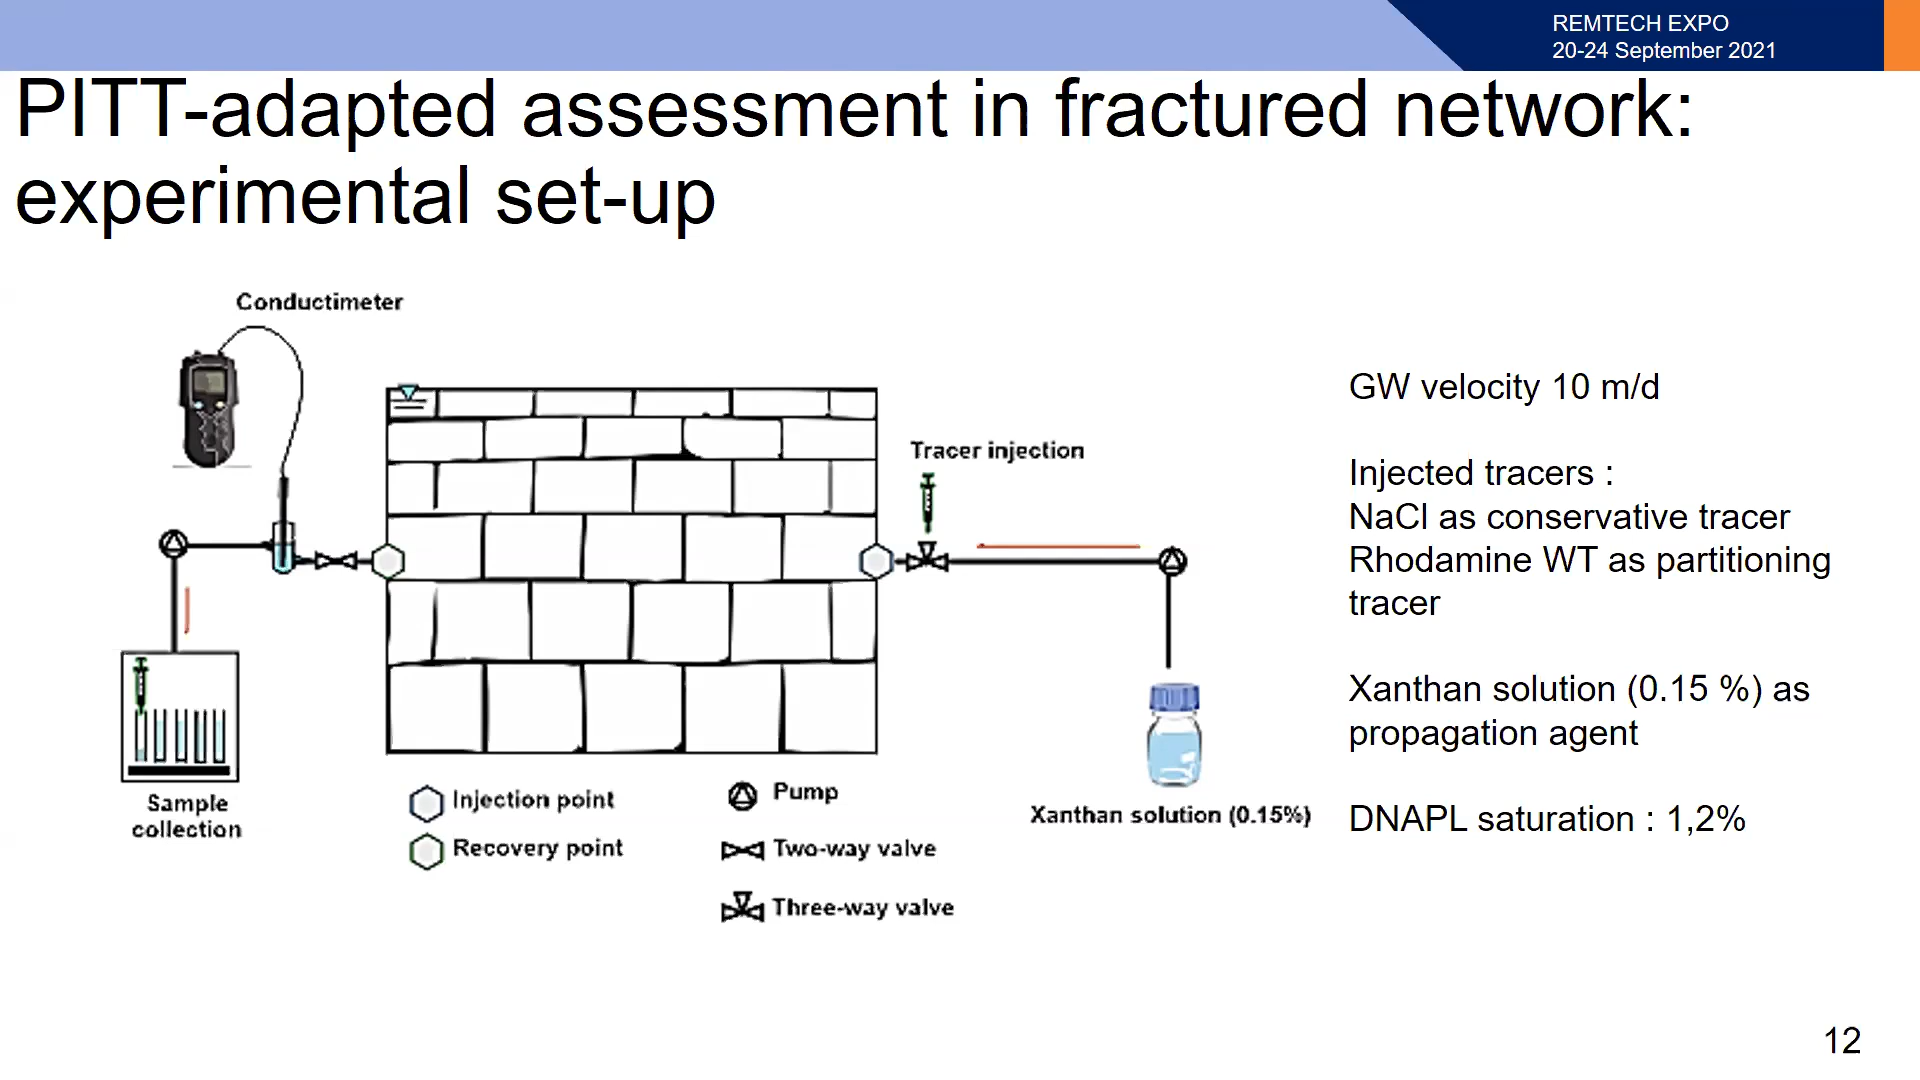 REMTECH EXPO
20-24 September 2021
PITT-adapted assessment in fractured network:
experimental set-up
Conductimeter
Tracer injection
Sample
collection
Injection point
Recovery point
Pump
Two-way valve
Three-way valve
Xanthan solution (0.15%)
GW velocity 10 m/d
Injected tracers :
NaCl as conservative tracer
Rhodamine WT as partitioning
tracer
Xanthan solution (0.15 %) as
propagation agent
DNAPL saturation : 1,2%
12